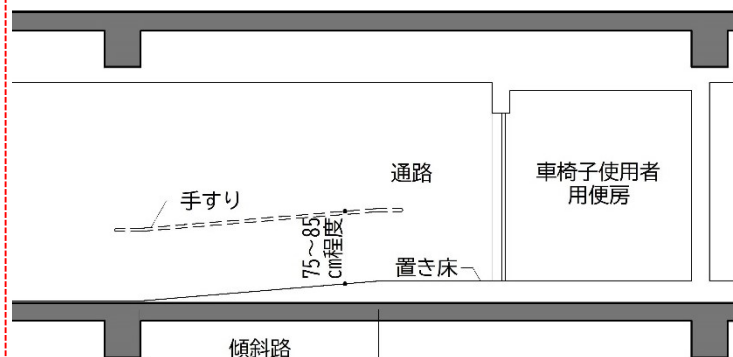 通路
車椅子使用者
用便房
手すり
75～85
cm程度
置き床
傾斜路